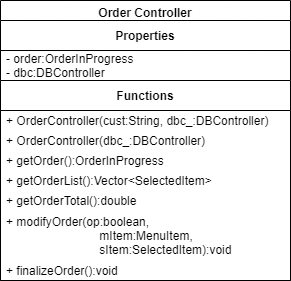 Order Controller
Properties
- order:OrderInProgress
- dbc:DBController
Functions
+ OrderController(cust:String, dbc_:DBController)
+ OrderController(dbc_:DBController)
+ getOrder():OrderInProgress
+ getOrderList():Vector<SelectedItem>
+ getOrderTotal():double
+ modifyOrder(op:boolean,
mItem:MenuItem,
sItem:SelectedItem):void
+ finalizeOrder():void